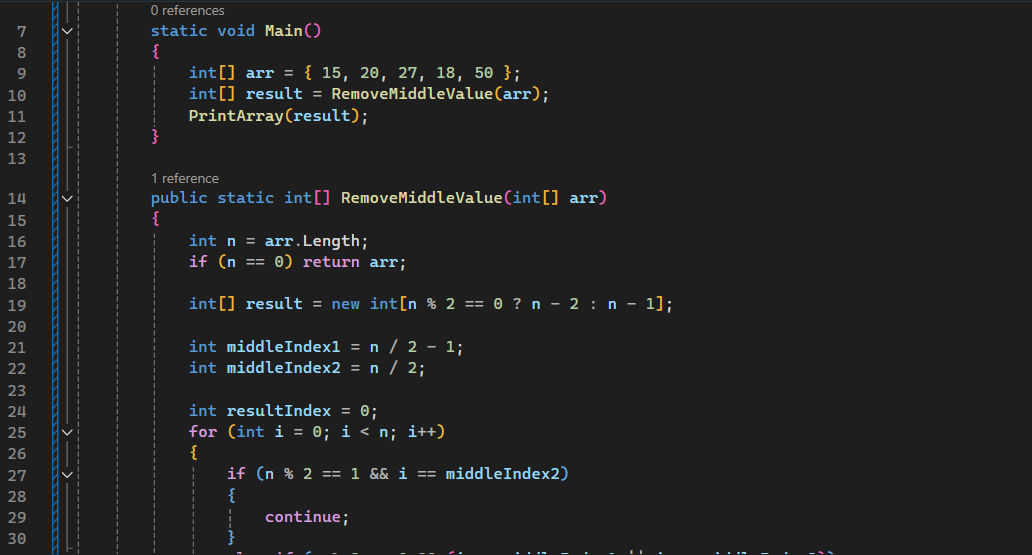 0 references
7 static void Main()
8 {
9 int[] arr = { 15, 20, 27, 18, 50 };
10 int[] result = RemoveMiddleValue(arr);
11 PrintArray(result);
12 }
13
1 reference
14 public static int[] RemoveMiddleValue(int[] arr)
15 {
16 int n = arr.Length;
17 if (n == 0) return arr;
18
19 int[] result = new int[n % 2 == 0 ? n - 2 : n - 1];
20
21 int middleIndex1 = n / 2 - 1;
22 int middleIndex2 = n / 2;
23
24 int resultIndex = 0;
25 for (int i = 0; i < n; i++)
26 {
27 if (n % 2 == 1 && i == middleIndex2)
28 {
29 continue;
30 }